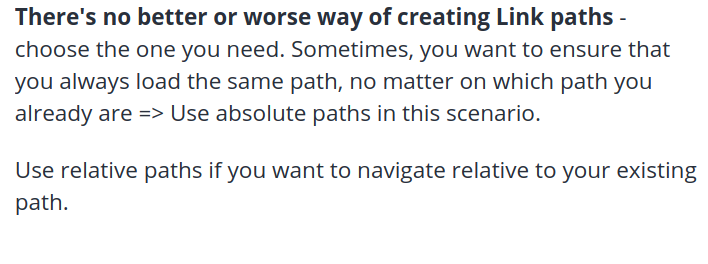 There's no better or worse way of creating Link paths -
choose the one you need. Sometimes, you want to ensure that
you always load the same path, no matter on which path you
already are => Use absolute paths in this scenario.
Use relative paths if you want to navigate relative to your existing
path.